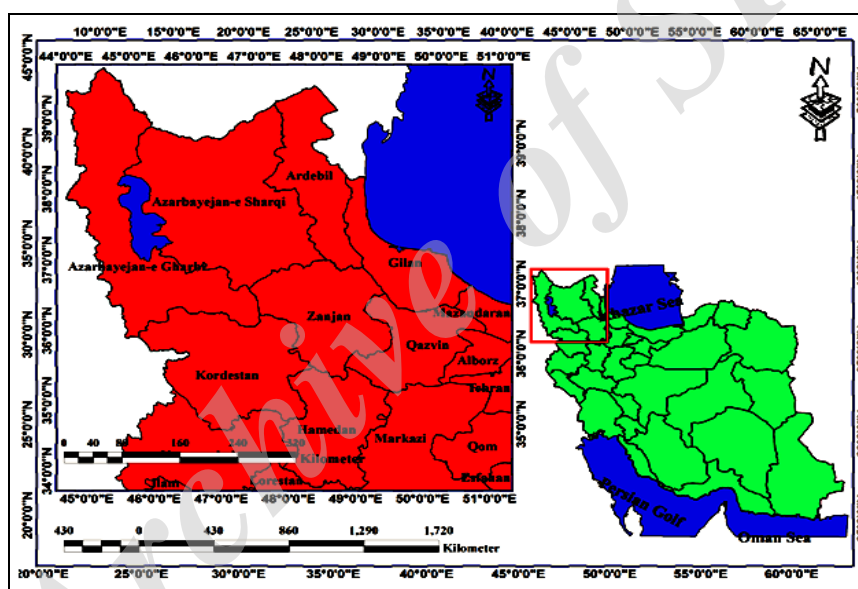 10°0'0"E 15°0'0"E 20°0'0"E 25°0'0"E 30°0'0"E 35°0'0"E 40°0'0"E 45°0'0"E 50°0'0"E 55°0'0"E 60°0'0"E 65°0'0"E
44°0'0"E 45°0'0"E 46°0'0"E 47°0'0"E 48°0'0"E 49°0'0"E 50°0'0"E 51°0'0"E
45°0'0"N
40°0'0"N
35°0'0"N
30°0'0"N
25°0'0"N
20°0'0"N
39°0'0"N
38°0'0"N
37°0'0"N
36°0'0"N
35°0'0"N
34°0'0"N
N
Ardebil
Azarbayejan-e Sharqi
Azarbayejan-e Gharbi
Gilan
Zanjan
Mazandaran
Qazvin
Alborz
Kordestan
Tehran
Hamedan
Markazi
Qom
Lorestan
Esfahan
0 40 80 160 240 320
Kilometer
45°0'0"E 46°0'0"E 47°0'0"E 48°0'0"E 49°0'0"E 50°0'0"E
39°0'0"N
38°0'0"N
37°0'0"N
36°0'0"N
35°0'0"N
N
Khazar Sea
Persian Golf
Oman Sea
430 0 430 860 1,290 1,720
Kilometer
20°0'0"E 25°0'0"E 30°0'0"E 35°0'0"E 40°0'0"E 45°0'0"E 50°0'0"E 55°0'0"E 60°0'0"E
Archive of